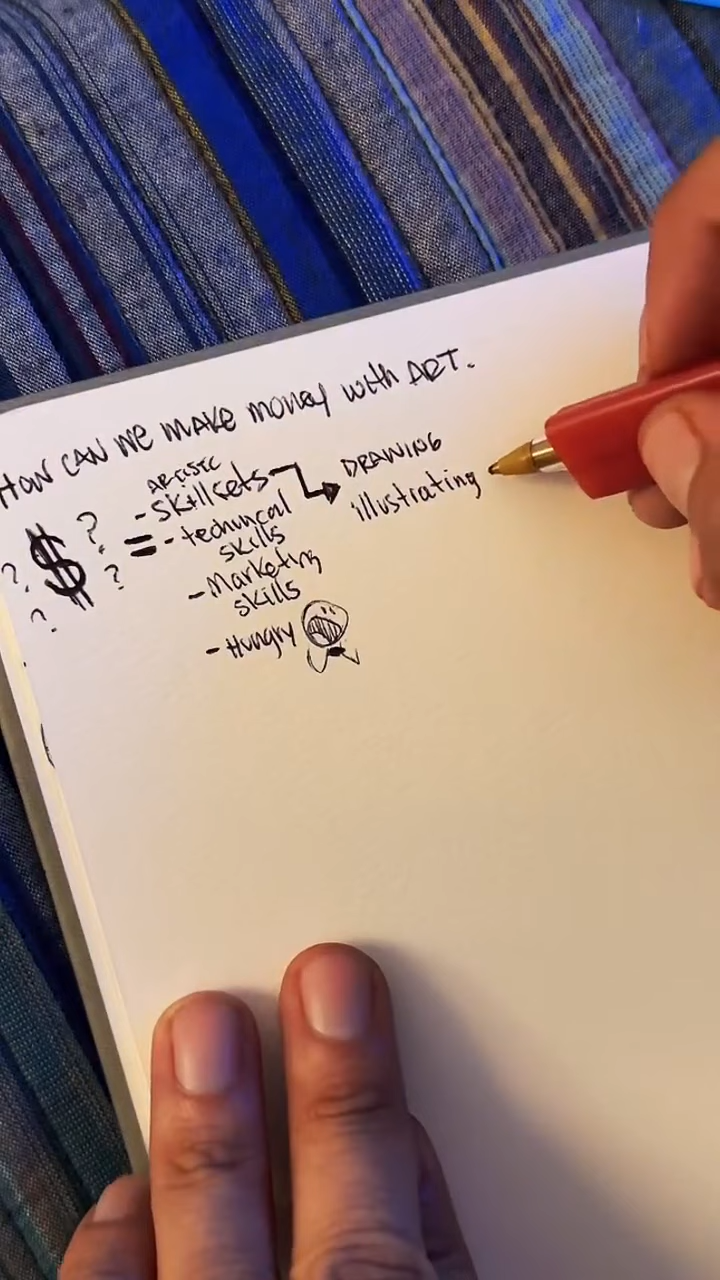 HOW CAN WE MAKE MONEY WITH ART.
? ? ? ? $ =
ARTISTIC
- Skillsets
- technical
skills
- Marketing
skills
- Hungry
DRAWING
illustrating